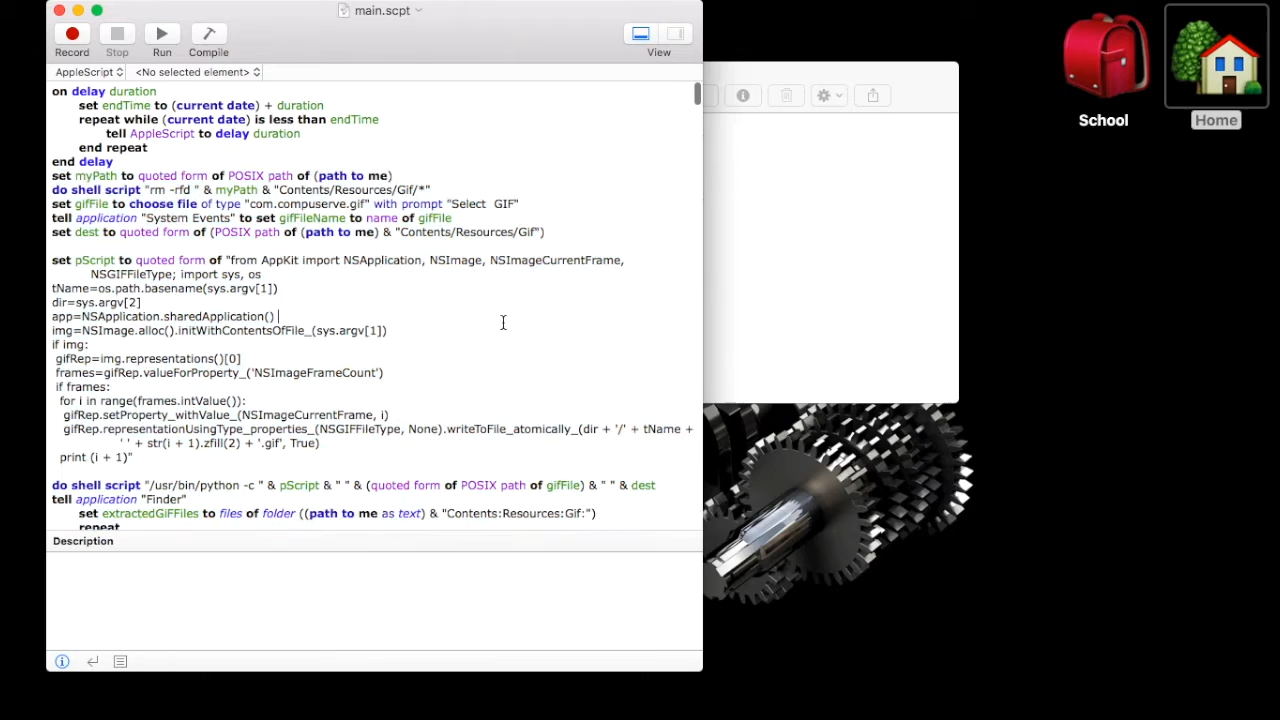 main.scpt
Record Stop Run Compile View
AppleScript <No selected element>
on delay duration
set endTime to (current date) + duration
repeat while (current date) is less than endTime
tell AppleScript to delay duration
end repeat
end delay
set myPath to quoted form of POSIX path of (path to me)
do shell script "rm -rfd " & myPath & "Contents/Resources/Gif/*"
set gifFile to choose file of type "com.compuserve.gif" with prompt "Select  GIF"
tell application "System Events" to set gifFileName to name of gifFile
set dest to quoted form of (POSIX path of (path to me) & "Contents/Resources/Gif")
set pScript to quoted form of "from AppKit import NSApplication, NSImage, NSImageCurrentFrame,
NSGIFFileType; import sys, os
tName=os.path.basename(sys.argv[1])
dir=sys.argv[2]
app=NSApplication.sharedApplication()
img=NSImage.alloc().initWithContentsOfFile_(sys.argv[1])
if img:
gifRep=img.representations()[0]
frames=gifRep.valueForProperty_('NSImageFrameCount')
if frames:
for i in range(frames.intValue()):
gifRep.setProperty_withValue_(NSImageCurrentFrame, i)
gifRep.representationUsingType_properties_(NSGIFFileType, None).writeToFile_atomically_(dir + '/' + tName +
' ' + str(i + 1).zfill(2) + '.gif', True)
print (i + 1)"
do shell script "/usr/bin/python -c " & pScript & " " & (quoted form of POSIX path of gifFile) & " " & dest
tell application "Finder"
set extractedGiFFiles to files of folder ((path to me as text) & "Contents:Resources:Gif:")
repeat
Description
School
Home